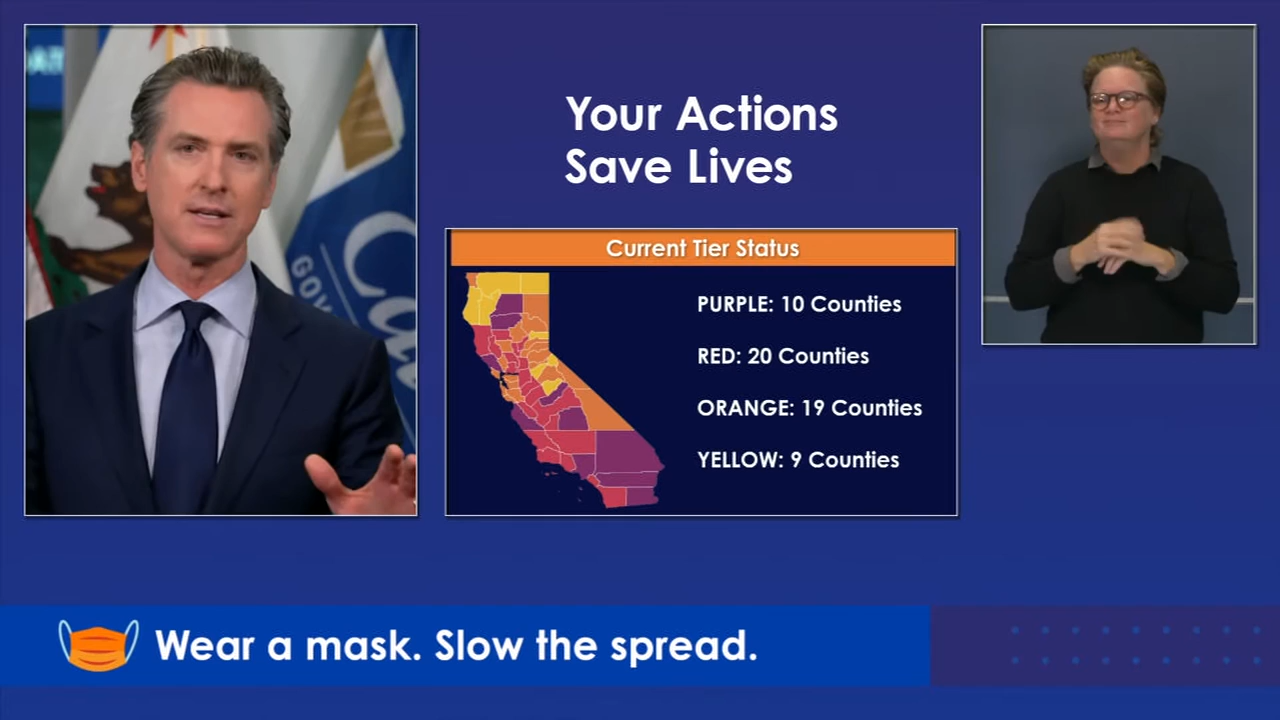 Your Actions
Save Lives
Current Tier Status
PURPLE: 10 Counties
RED: 20 Counties
ORANGE: 19 Counties
YELLOW: 9 Counties
Wear a mask. Slow the spread.